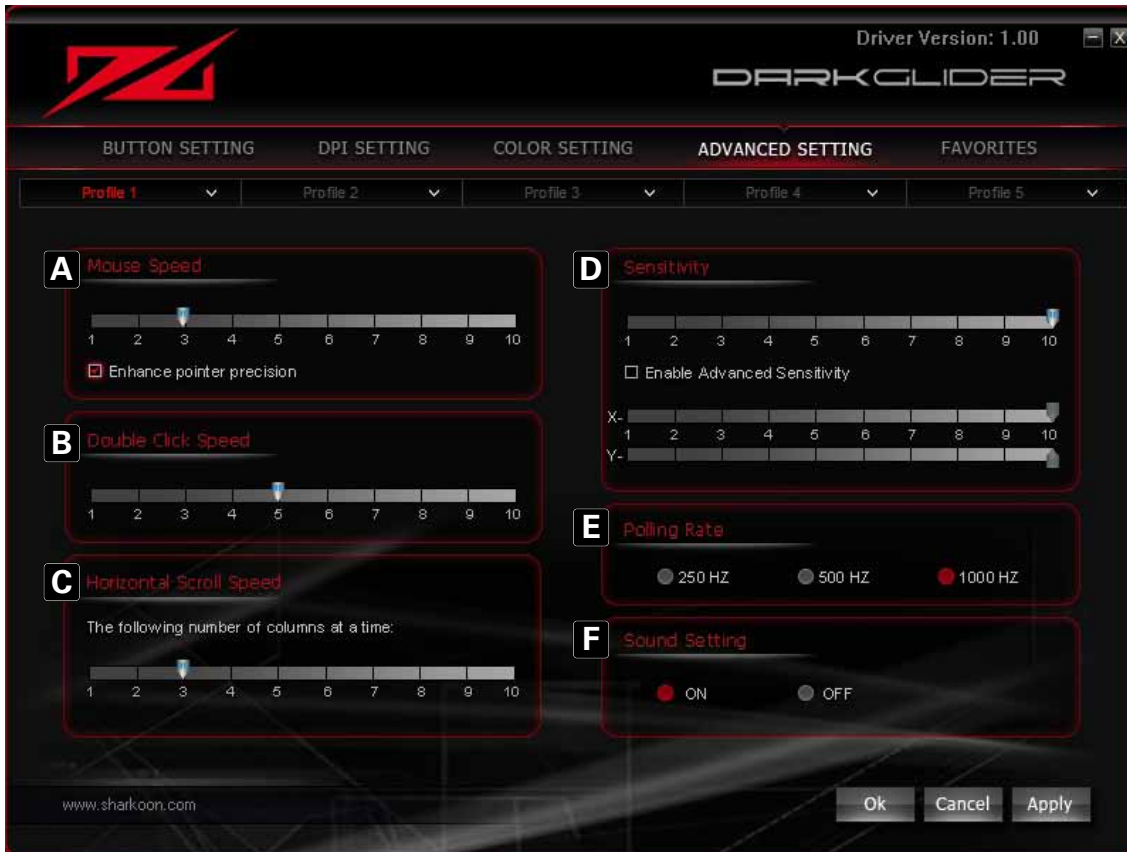 Driver Version: 1.00
DARKGLIDER
BUTTON SETTING DPI SETTING COLOR SETTING ADVANCED SETTING FAVORITES
Profile 1 Profile 2 Profile 3 Profile 4 Profile 5
A Mouse Speed
1 2 3 4 5 6 7 8 9 10
Enhance pointer precision
B Double Click Speed
1 2 3 4 5 6 7 8 9 10
C Horizontal Scroll Speed
The following number of columns at a time:
1 2 3 4 5 6 7 8 9 10
D Sensitivity
1 2 3 4 5 6 7 8 9 10
Enable Advanced Sensitivity
X-
1 2 3 4 5 6 7 8 9 10
Y-
E Polling Rate
250 HZ 500 HZ 1000 HZ
F Sound Setting
ON OFF
www.sharkoon.com
Ok Cancel Apply